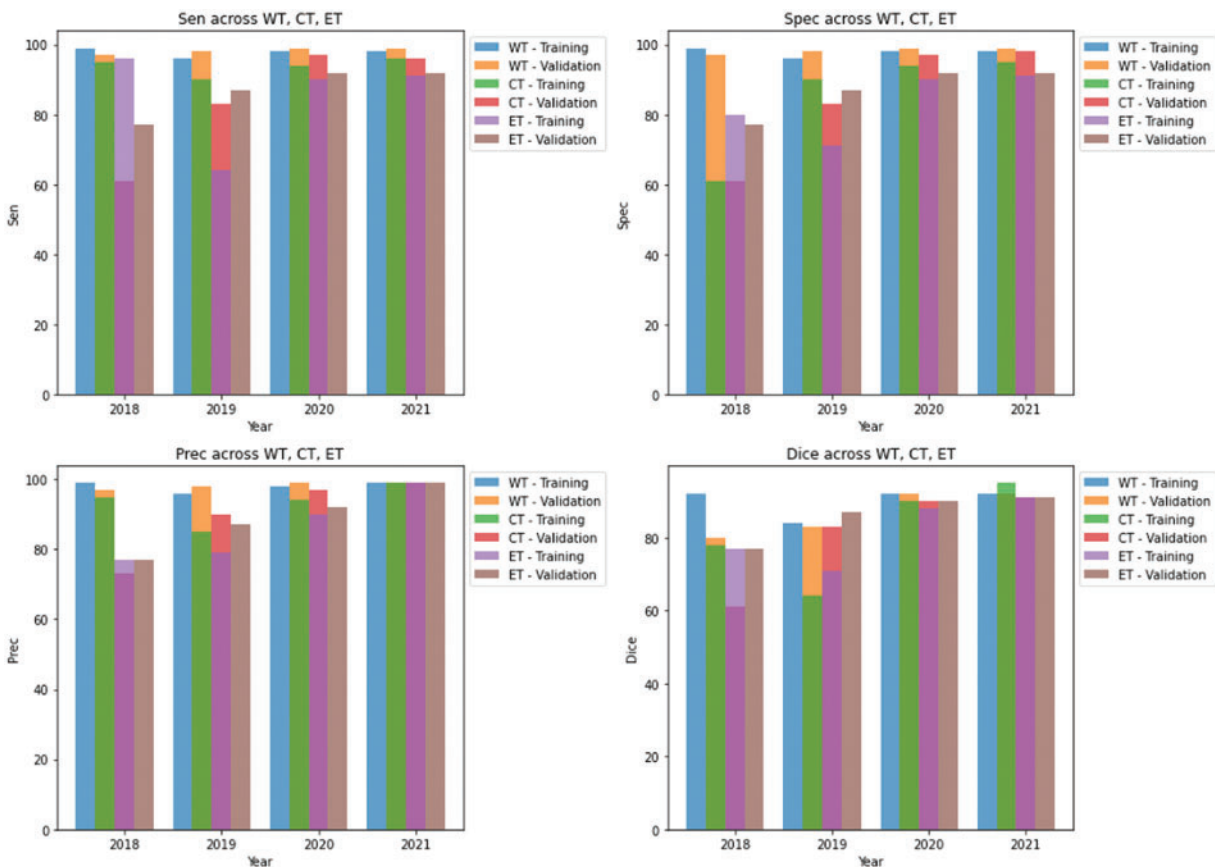 Sen across WT, CT, ET
100
80
60
40
20
0
Sen
2018
2019
2020
2021
Year
WT - Training
WT - Validation
CT - Training
CT - Validation
ET - Training
ET - Validation
Spec across WT, CT, ET
100
80
60
40
20
0
Spec
2018
2019
2020
2021
Year
WT - Training
WT - Validation
CT - Training
CT - Validation
ET - Training
ET - Validation
Prec across WT, CT, ET
100
80
60
40
20
0
Prec
2018
2019
2020
2021
Year
WT - Training
WT - Validation
CT - Training
CT - Validation
ET - Training
ET - Validation
Dice across WT, CT, ET
80
60
40
20
0
Dice
2018
2019
2020
2021
Year
WT - Training
WT - Validation
CT - Training
CT - Validation
ET - Training
ET - Validation